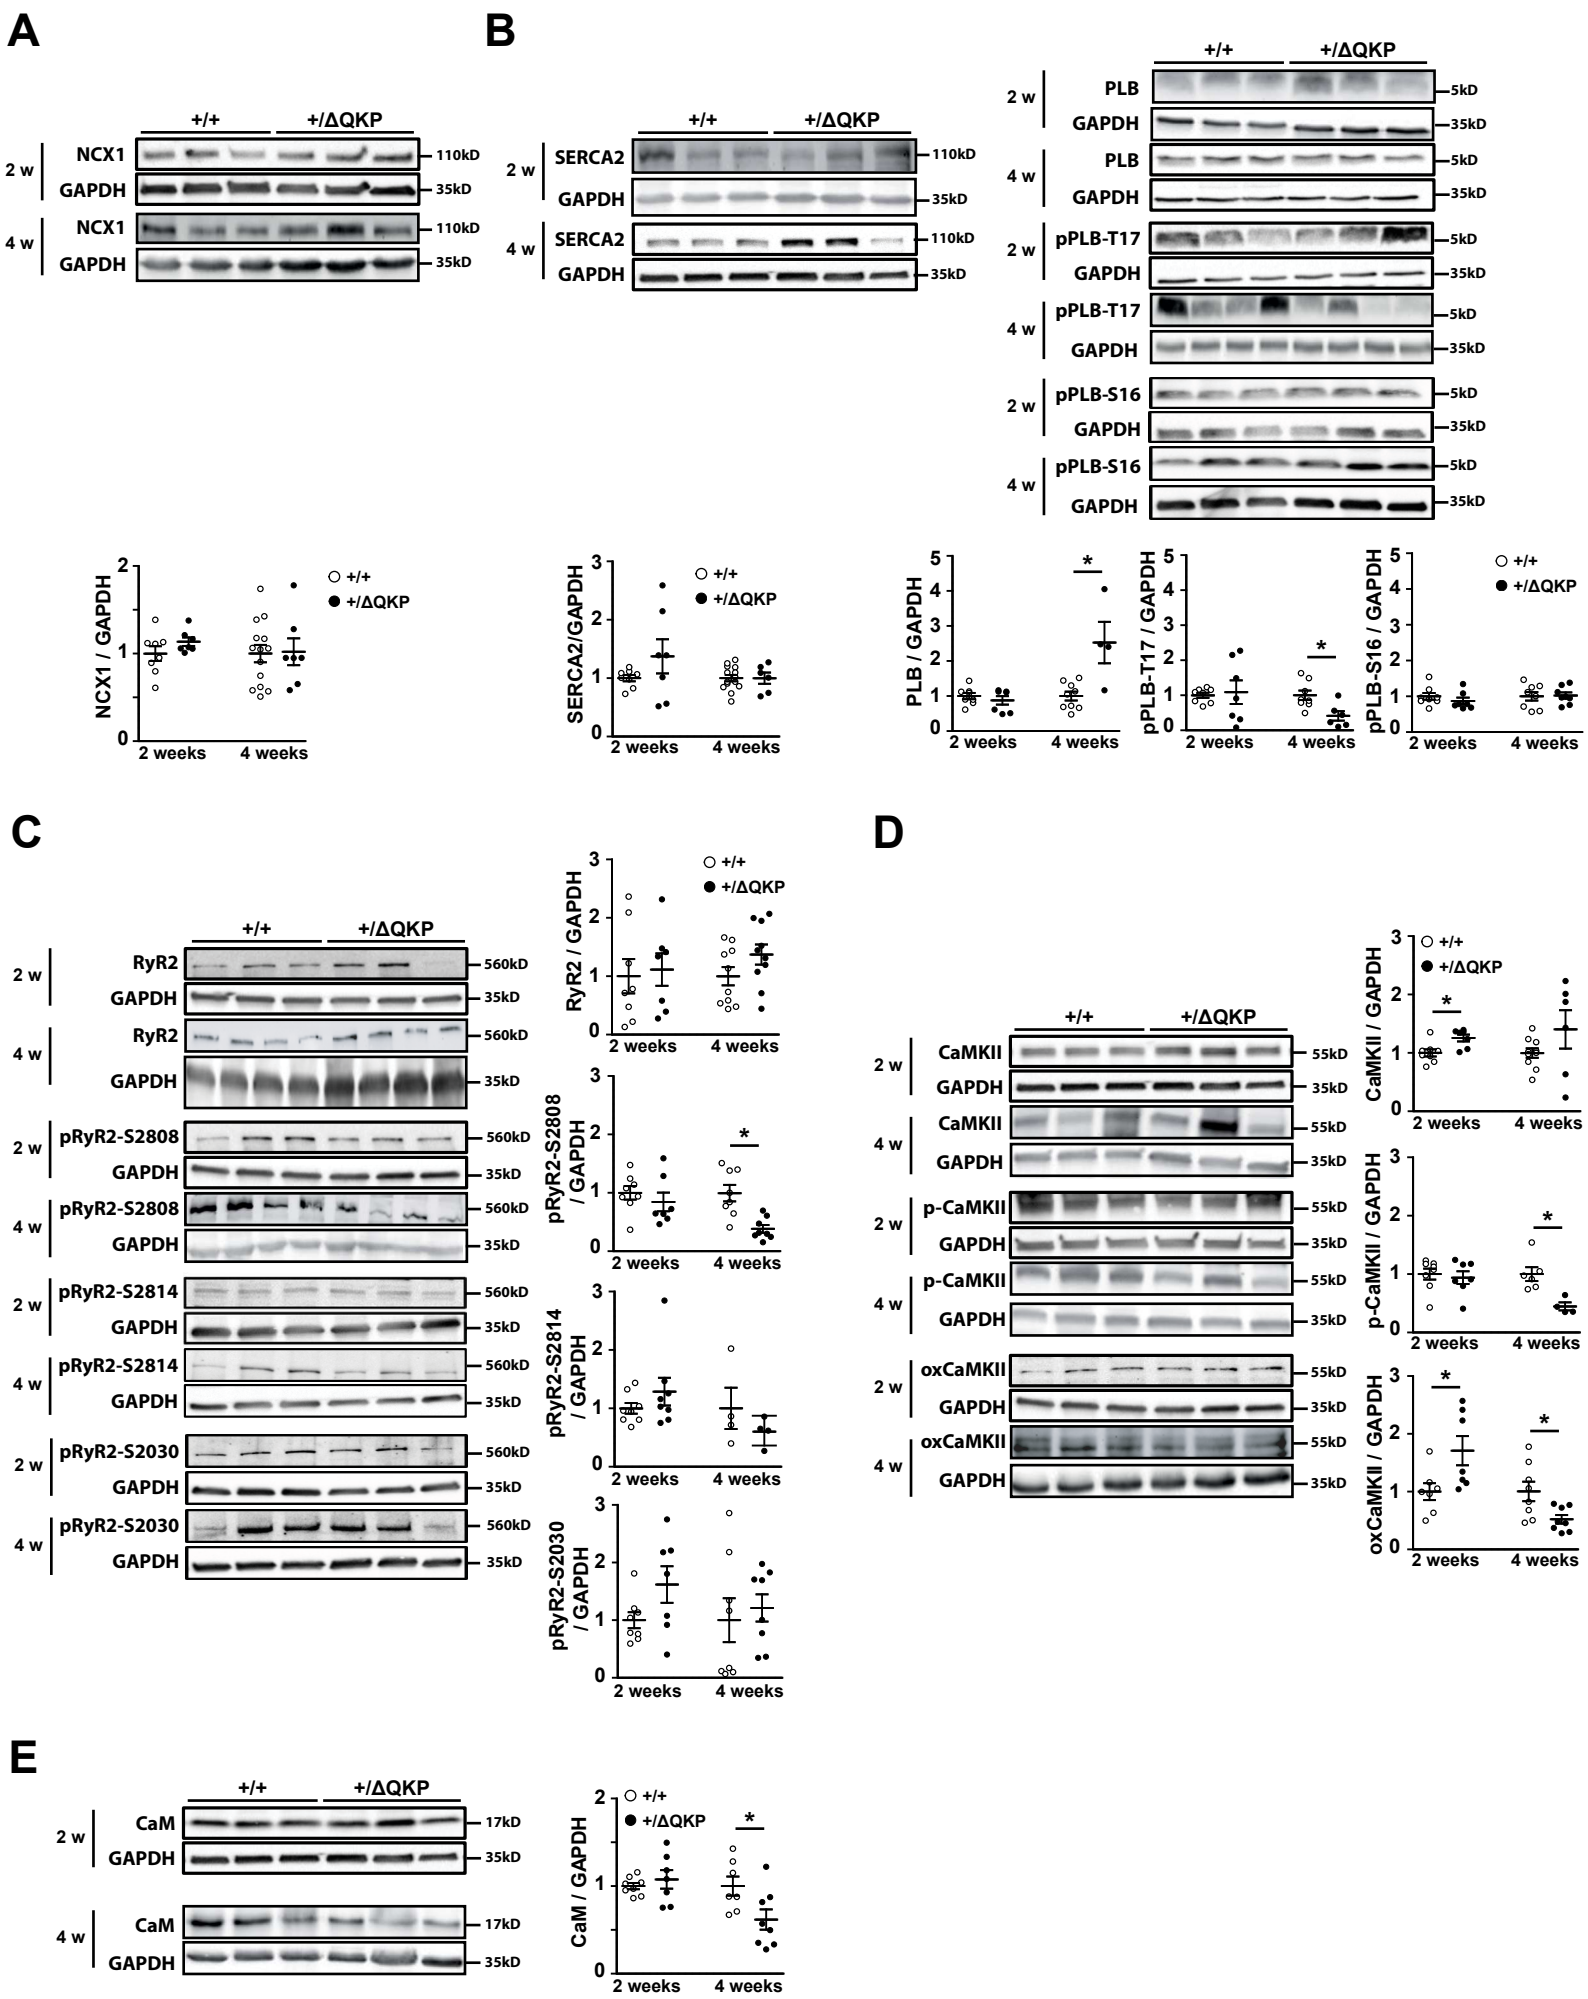 A
+/+ +/ΔQKP
2 w
NCX1 110kD
GAPDH 35kD
4 w
NCX1 110kD
GAPDH 35kD
NCX1 / GAPDH
2
1
0
2 weeks 4 weeks
+/+
+/ΔQKP
B
+/+ +/ΔQKP
2 w
SERCA2 110kD
GAPDH 35kD
4 w
SERCA2 110kD
GAPDH 35kD
SERCA2/GAPDH
3
2
1
0
2 weeks 4 weeks
+/+
+/ΔQKP
+/+ +/ΔQKP
2 w
PLB 5kD
GAPDH 35kD
4 w
PLB 5kD
GAPDH 35kD
2 w
pPLB-T17 5kD
GAPDH 35kD
4 w
pPLB-T17 5kD
GAPDH 35kD
2 w
pPLB-S16 5kD
GAPDH 35kD
4 w
pPLB-S16 5kD
GAPDH 35kD
PLB / GAPDH
5
4
3
2
1
0
*
2 weeks 4 weeks
pPLB-T17 / GAPDH
5
4
3
2
1
0
*
2 weeks 4 weeks
pPLB-S16 / GAPDH
5
4
3
2
1
0
2 weeks 4 weeks
+/+
+/ΔQKP
C
+/+ +/ΔQKP
2 w
RyR2 560kD
GAPDH 35kD
4 w
RyR2 560kD
GAPDH 35kD
2 w
pRyR2-S2808 560kD
GAPDH 35kD
4 w
pRyR2-S2808 560kD
GAPDH 35kD
2 w
pRyR2-S2814 560kD
GAPDH 35kD
4 w
pRyR2-S2814 560kD
GAPDH 35kD
2 w
pRyR2-S2030 560kD
GAPDH 35kD
4 w
pRyR2-S2030 560kD
GAPDH 35kD
RyR2 / GAPDH
3
2
1
0
2 weeks 4 weeks
+/+
+/ΔQKP
pRyR2-S2808
/ GAPDH
3
2
1
0
*
2 weeks 4 weeks
pRyR2-S2814
/ GAPDH
3
2
1
0
2 weeks 4 weeks
pRyR2-S2030
/ GAPDH
3
2
1
0
2 weeks 4 weeks
D
+/+ +/ΔQKP
2 w
CaMKII 55kD
GAPDH 35kD
4 w
CaMKII 55kD
GAPDH 35kD
2 w
p-CaMKII 55kD
GAPDH 35kD
4 w
p-CaMKII 55kD
GAPDH 35kD
2 w
oxCaMKII 55kD
GAPDH 35kD
4 w
oxCaMKII 55kD
GAPDH 35kD
CaMKII / GAPDH
3
2
1
0
+/+
+/ΔQKP
*
2 weeks 4 weeks
p-CaMKII / GAPDH
3
2
1
0
*
2 weeks 4 weeks
oxCaMKII / GAPDH
3
2
1
0
*
*
2 weeks 4 weeks
E
+/+ +/ΔQKP
2 w
CaM 17kD
GAPDH 35kD
4 w
CaM 17kD
GAPDH 35kD
CaM / GAPDH
2
1
0
+/+
+/ΔQKP
*
2 weeks 4 weeks